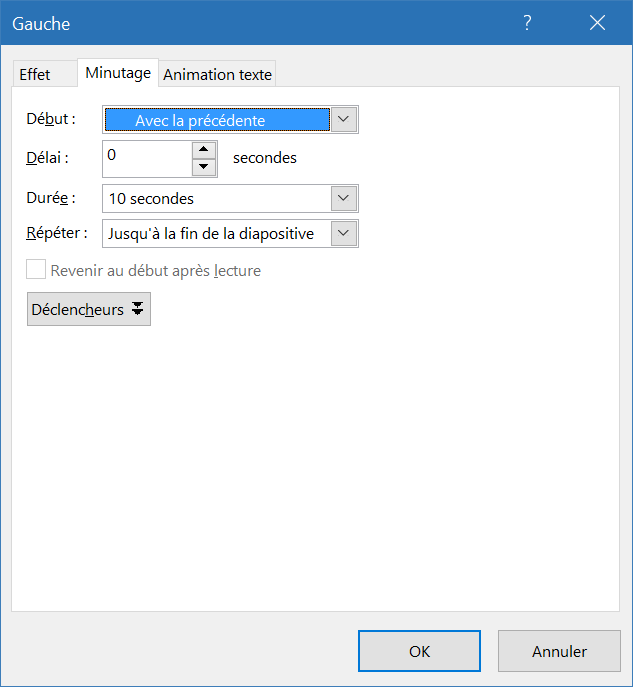 Gauche ?
Effet Minutage Animation texte
Début : Avec la précédente
Délai : 0 secondes
Durée : 10 secondes
Répéter : Jusqu'à la fin de la diapositive
Revenir au début après lecture
Déclencheurs
OK Annuler